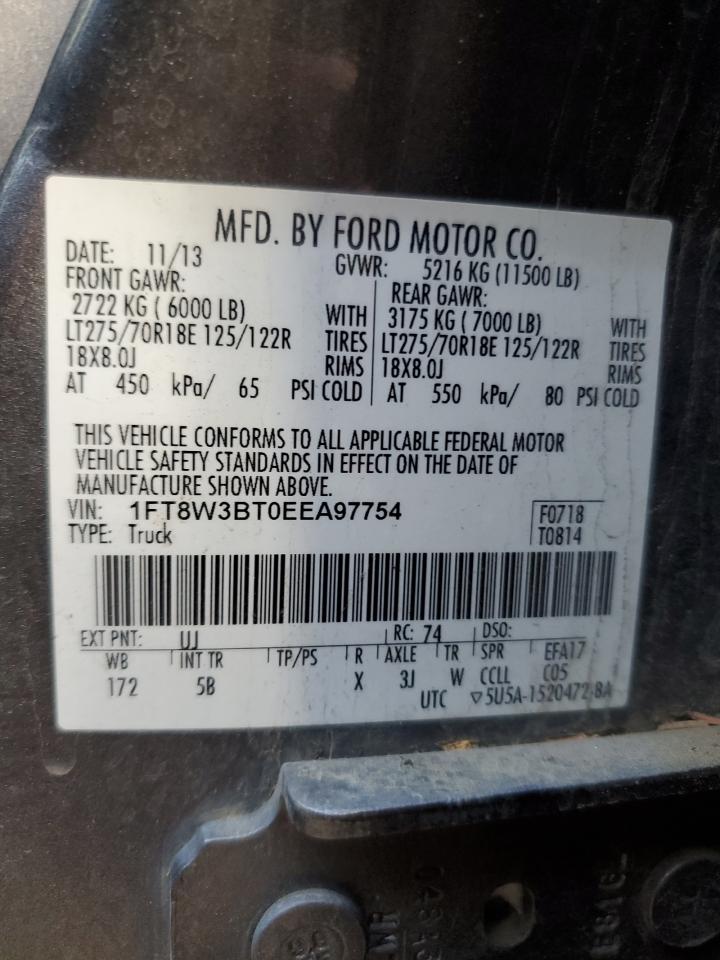 MFD. BY FORD MOTOR CO.
DATE: 11/13 GVWR: 5216 KG (11500 LB)
FRONT GAWR: REAR GAWR:
2722 KG ( 6000 LB) WITH 3175 KG ( 7000 LB) WITH
LT275/70R18E 125/122R TIRES LT275/70R18E 125/122R TIRES
18X8.0J RIMS 18X8.0J RIMS
AT 450 kPa/ 65 PSI COLD AT 550 kPa/ 80 PSI COLD
THIS VEHICLE CONFORMS TO ALL APPLICABLE FEDERAL MOTOR
VEHICLE SAFETY STANDARDS IN EFFECT ON THE DATE OF
MANUFACTURE SHOWN ABOVE.
VIN: 1FT8W3BT0EEA97754 F0718
TYPE: Truck T0814
EXT PNT: UJ RC: 74 DSO:
WB INT TR TP/PS R AXLE TR SPR EFA17
172 5B X 3J W CCLL C05
UTC ▽5U5A-1520472-BA